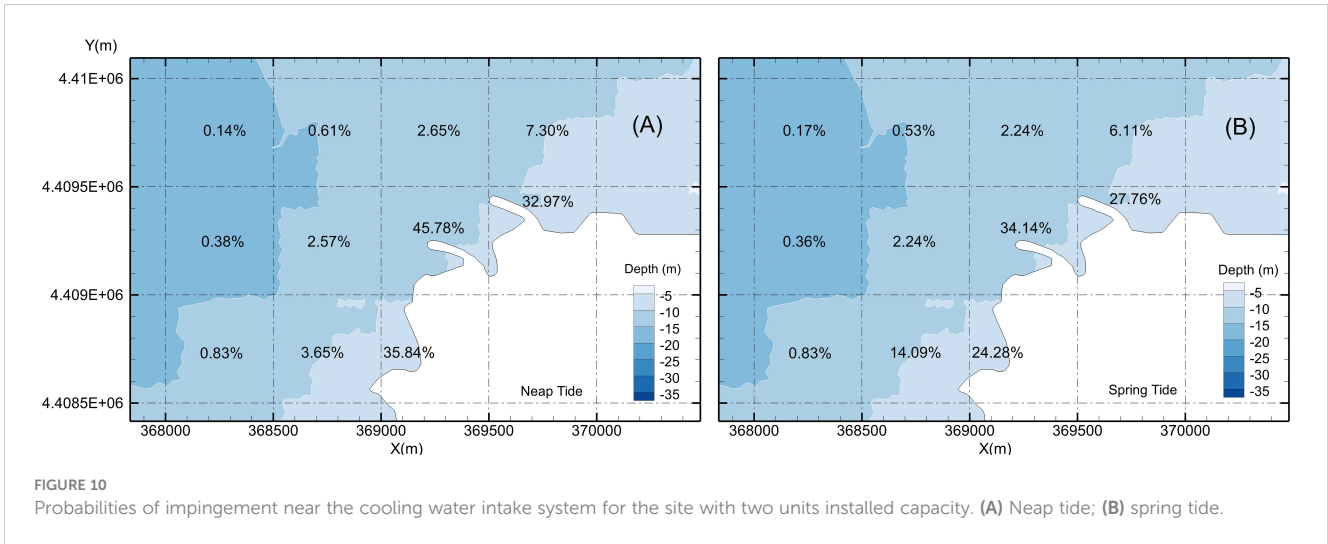 Y(m)
4.41E+06
4.4095E+06
4.409E+06
4.4085E+06
0.14% 0.61% 2.65% 7.30% (A)
32.97%
45.78%
0.38% 2.57%
Depth (m)
-5
-10
-15
-20
-25
-30
-35
0.83% 3.65% 35.84%
Neap Tide
368000 368500 369000 369500 370000
X(m)
0.17% 0.53% 2.24% 6.11% (B)
27.76%
34.14%
0.36% 2.24%
Depth (m)
-5
-10
-15
-20
-25
-30
-35
0.83% 14.09% 24.28%
Spring Tide
368000 368500 369000 369500 370000
X(m)
FIGURE 10
Probabilities of impingement near the cooling water intake system for the site with two units installed capacity. (A) Neap tide; (B) spring tide.